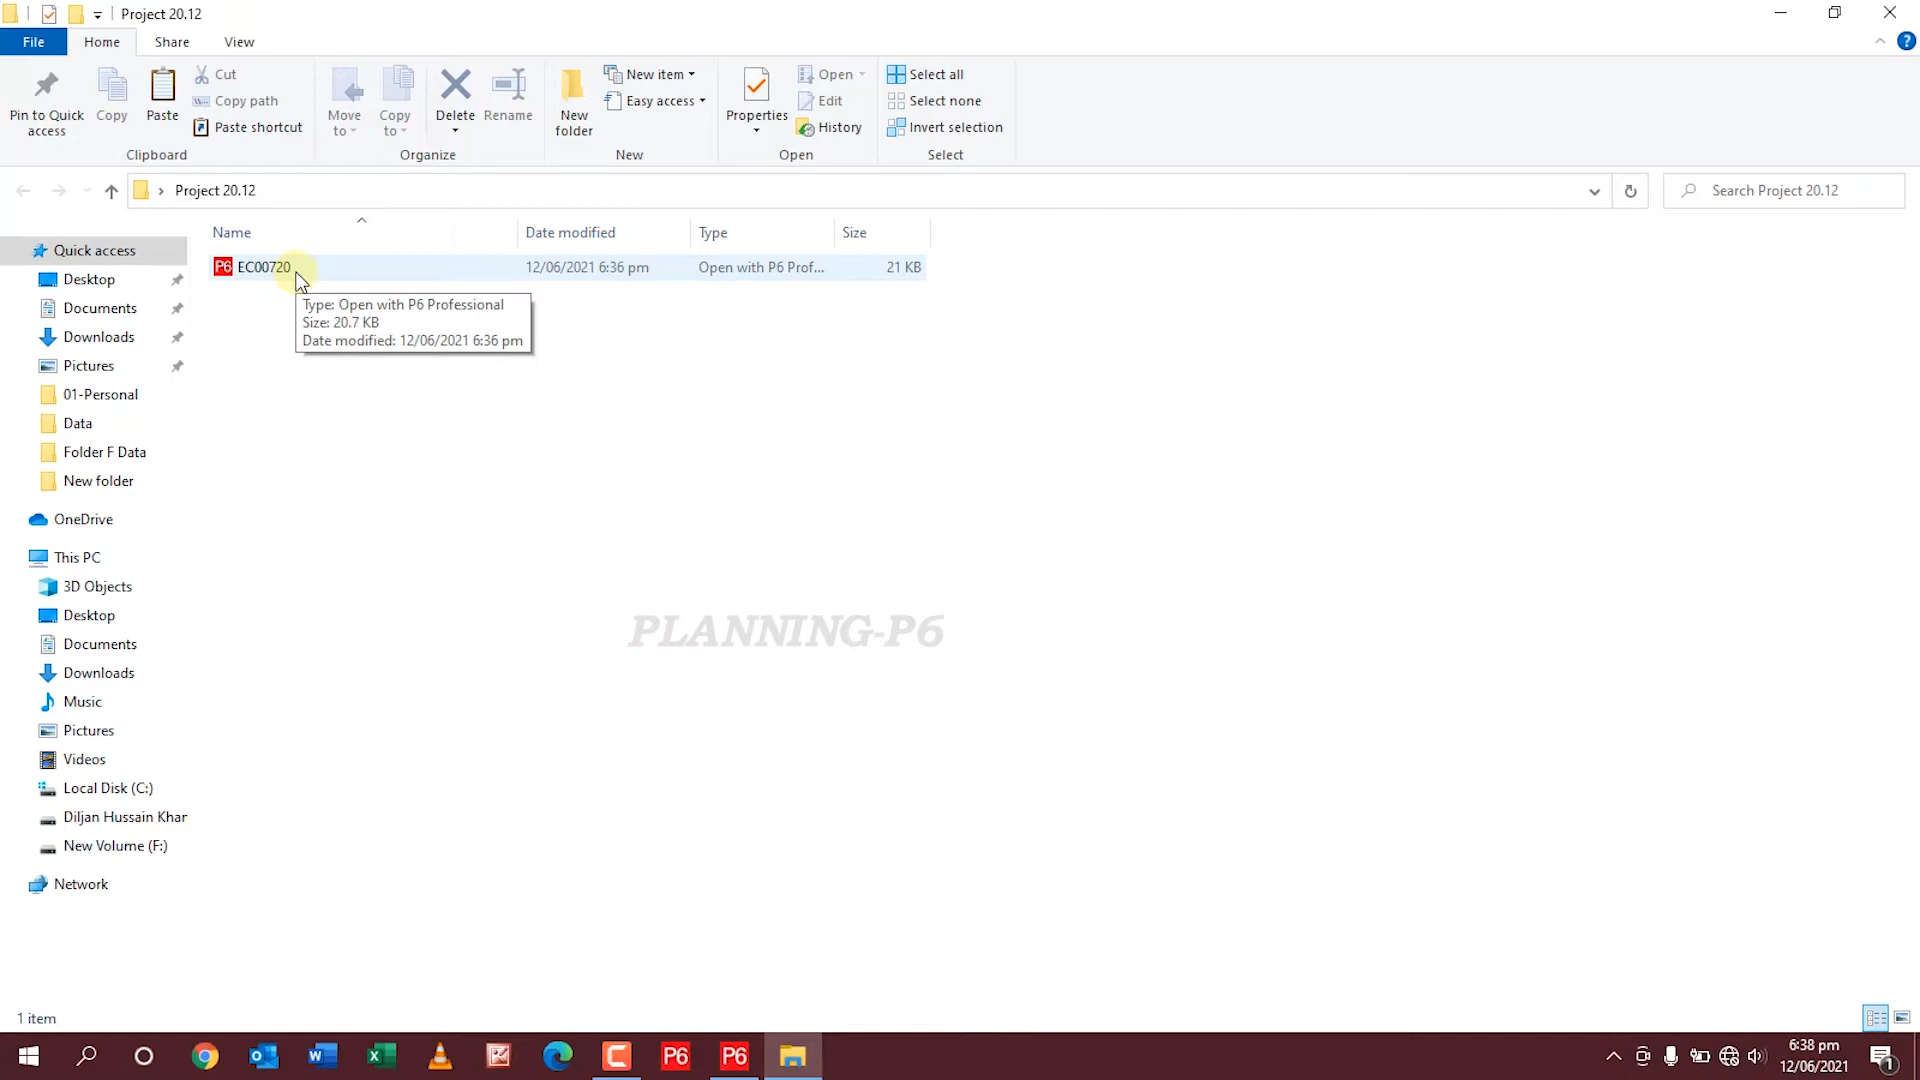 Project 20.12
File
Home
Share
View
Pin to Quick access
Copy
Paste
Cut
Copy path
Paste shortcut
Clipboard
Move to
Copy to
Delete
Rename
Organize
New folder
New item
Easy access
New
Properties
Open
Edit
History
Open
Select all
Select none
Invert selection
Select
Project 20.12
Search Project 20.12
Name
Date modified
Type
Size
P6 EC00720
12/06/2021 6:36 pm
Open with P6 Prof...
21 KB
Type: Open with P6 Professional
Size: 20.7 KB
Date modified: 12/06/2021 6:36 pm
Quick access
Desktop
Documents
Downloads
Pictures
01-Personal
Data
Folder F Data
New folder
OneDrive
This PC
3D Objects
Desktop
Documents
Downloads
Music
Pictures
Videos
Local Disk (C:)
Diljan Hussain Khar
New Volume (F:)
Network
PLANNING-P6
1 item
P6
P6
6:38 pm
12/06/2021
1